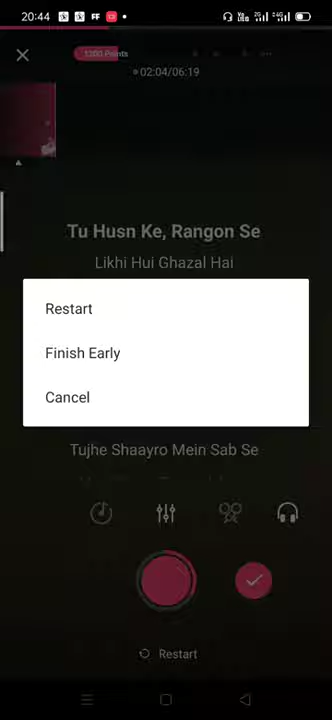 20:44
FF
1200 Points
02:04/06:19
Tu Husn Ke, Rangon Se
Likhi Hui Ghazal Hai
Restart
Finish Early
Cancel
Tujhe Shaayro Mein Sab Se
Restart